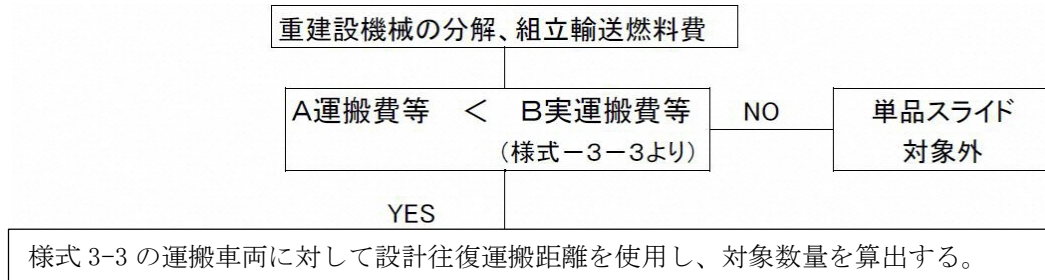 重建設機械の分解、組立輸送燃料費
A運搬費等　＜　B実運搬費等
（様式－3－3より）
NO
単品スライド
対象外
YES
様式 3-3 の運搬車両に対して設計往復運搬距離を使用し、対象数量を算出する。